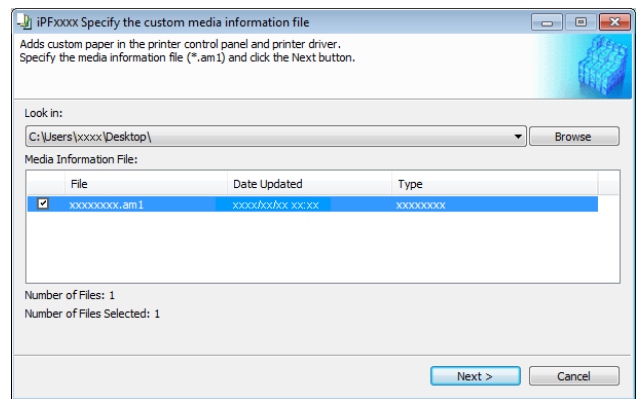 iPFxxxx Specify the custom media information file
Adds custom paper in the printer control panel and printer driver.
Specify the media information file (*.am1) and click the Next button.
Look in:
C:\Users\xxxx\Desktop\ Browse
Media Information File:
File Date Updated Type
xxxxxxxx.am1 xxxx/xx/xx xx:xx xxxxxxxx
Number of Files: 1
Number of Files Selected: 1
Next > Cancel